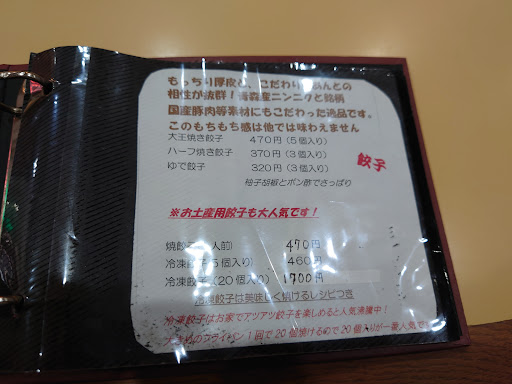 もっちり厚皮と、こだわりあんとの
相性が抜群！青森産ニンニクと銘柄
国産豚肉等素材にもこだわった逸品です。
このもちもち感は他では味わえません
大王焼き餃子 470円（5個入り）
ハーフ焼き餃子 370円（3個入り）
ゆで餃子 320円（3個入り）
柚子胡椒とポン酢でさっぱり
餃子
※お土産用餃子も大人気です！
焼餃子 人前） 470円
冷凍餃子（5個入り） 460円
冷凍餃子（20個入り） 1700円
冷凍餃子は美味しく焼けるレシピつき
冷凍餃子はお家でアツアツ餃子を楽しめると人気沸騰中！
大きめのフライパン1回で20個焼けるので20個入りが一番人気で